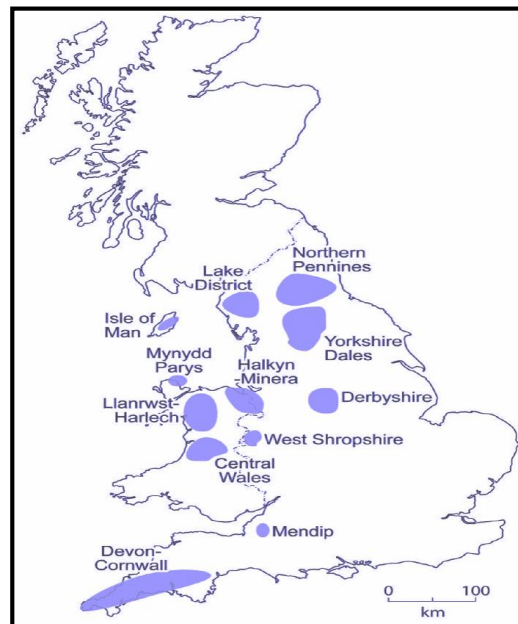 Northern
Pennines
Lake
District
Isle of
Man
Yorkshire
Dales
Mynydd
Parys
Halkyn
Minera
Llanrwst-
Harlech
Derbyshire
West Shropshire
Central
Wales
Mendip
Devon-
Cornwall
0 100
km